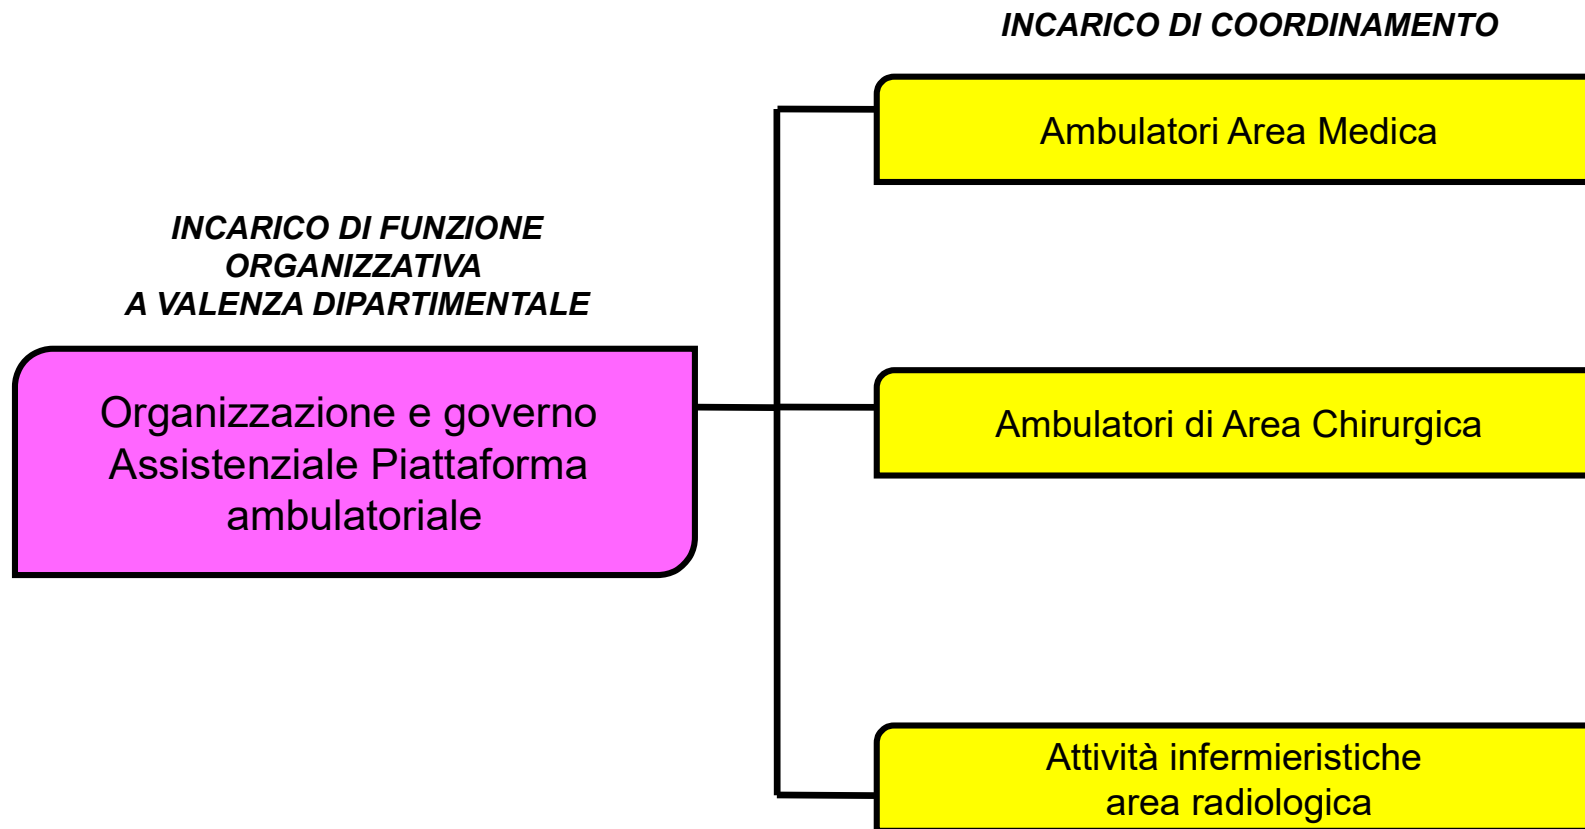 INCARICO DI COORDINAMENTO
Ambulatori Area Medica
INCARICO DI FUNZIONE
ORGANIZZATIVA
A VALENZA DIPARTIMENTALE
Organizzazione e governo
Assistenziale Piattaforma
ambulatoriale
Ambulatori di Area Chirurgica
Attività infermieristiche
area radiologica